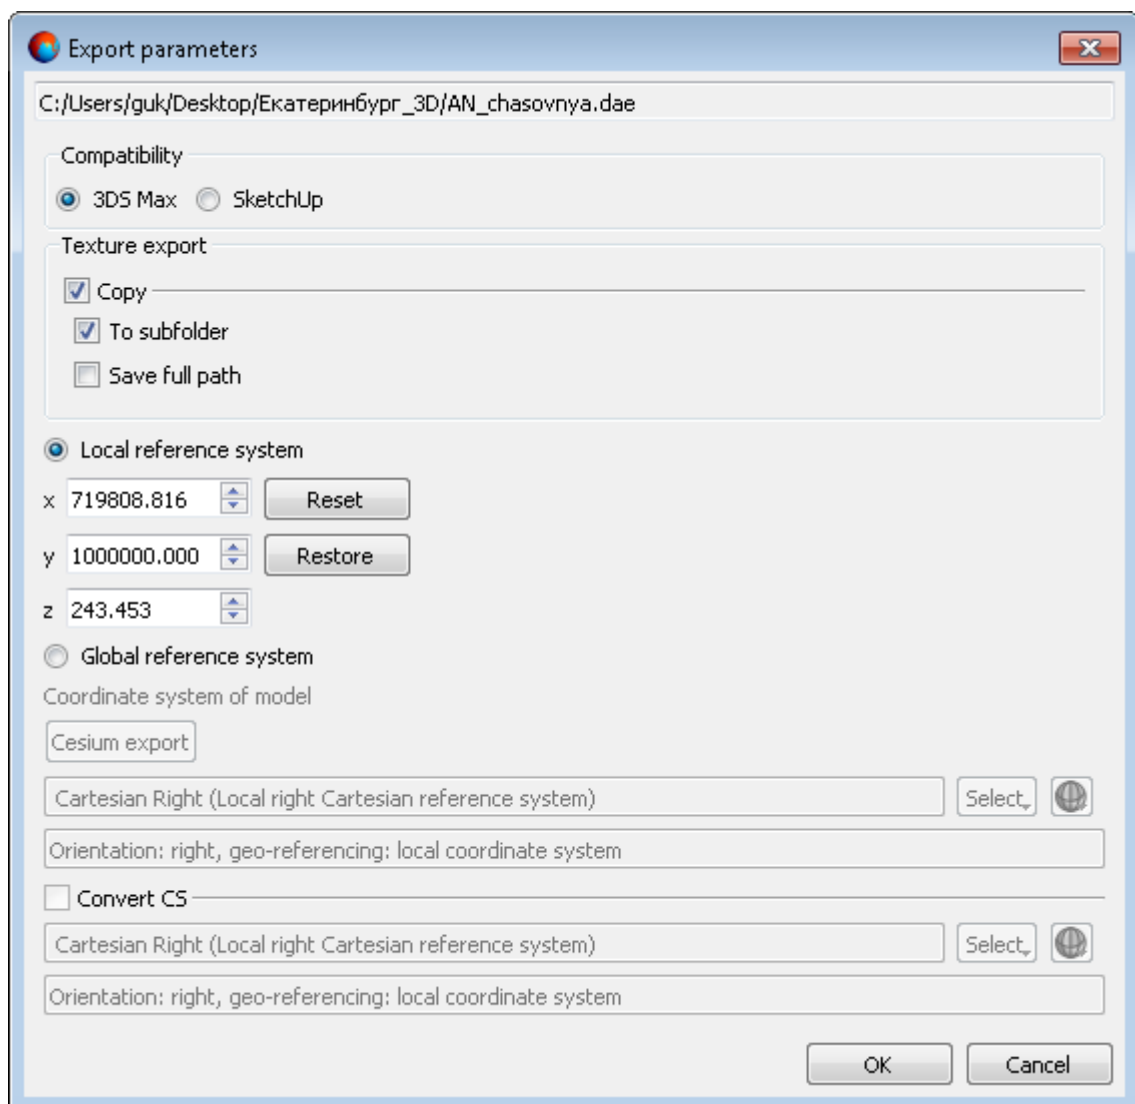 Export parameters
C:/Users/guk/Desktop/Екатеринбург_3D/AN_chasovnya.dae
Compatibility
3DS Max SketchUp
Texture export
Copy
To subfolder
Save full path
Local reference system
x 719808.816 Reset
y 1000000.000 Restore
z 243.453
Global reference system
Coordinate system of model
Cesium export
Cartesian Right (Local right Cartesian reference system) Select
Orientation: right, geo-referencing: local coordinate system
Convert CS
Cartesian Right (Local right Cartesian reference system) Select
Orientation: right, geo-referencing: local coordinate system
OK Cancel